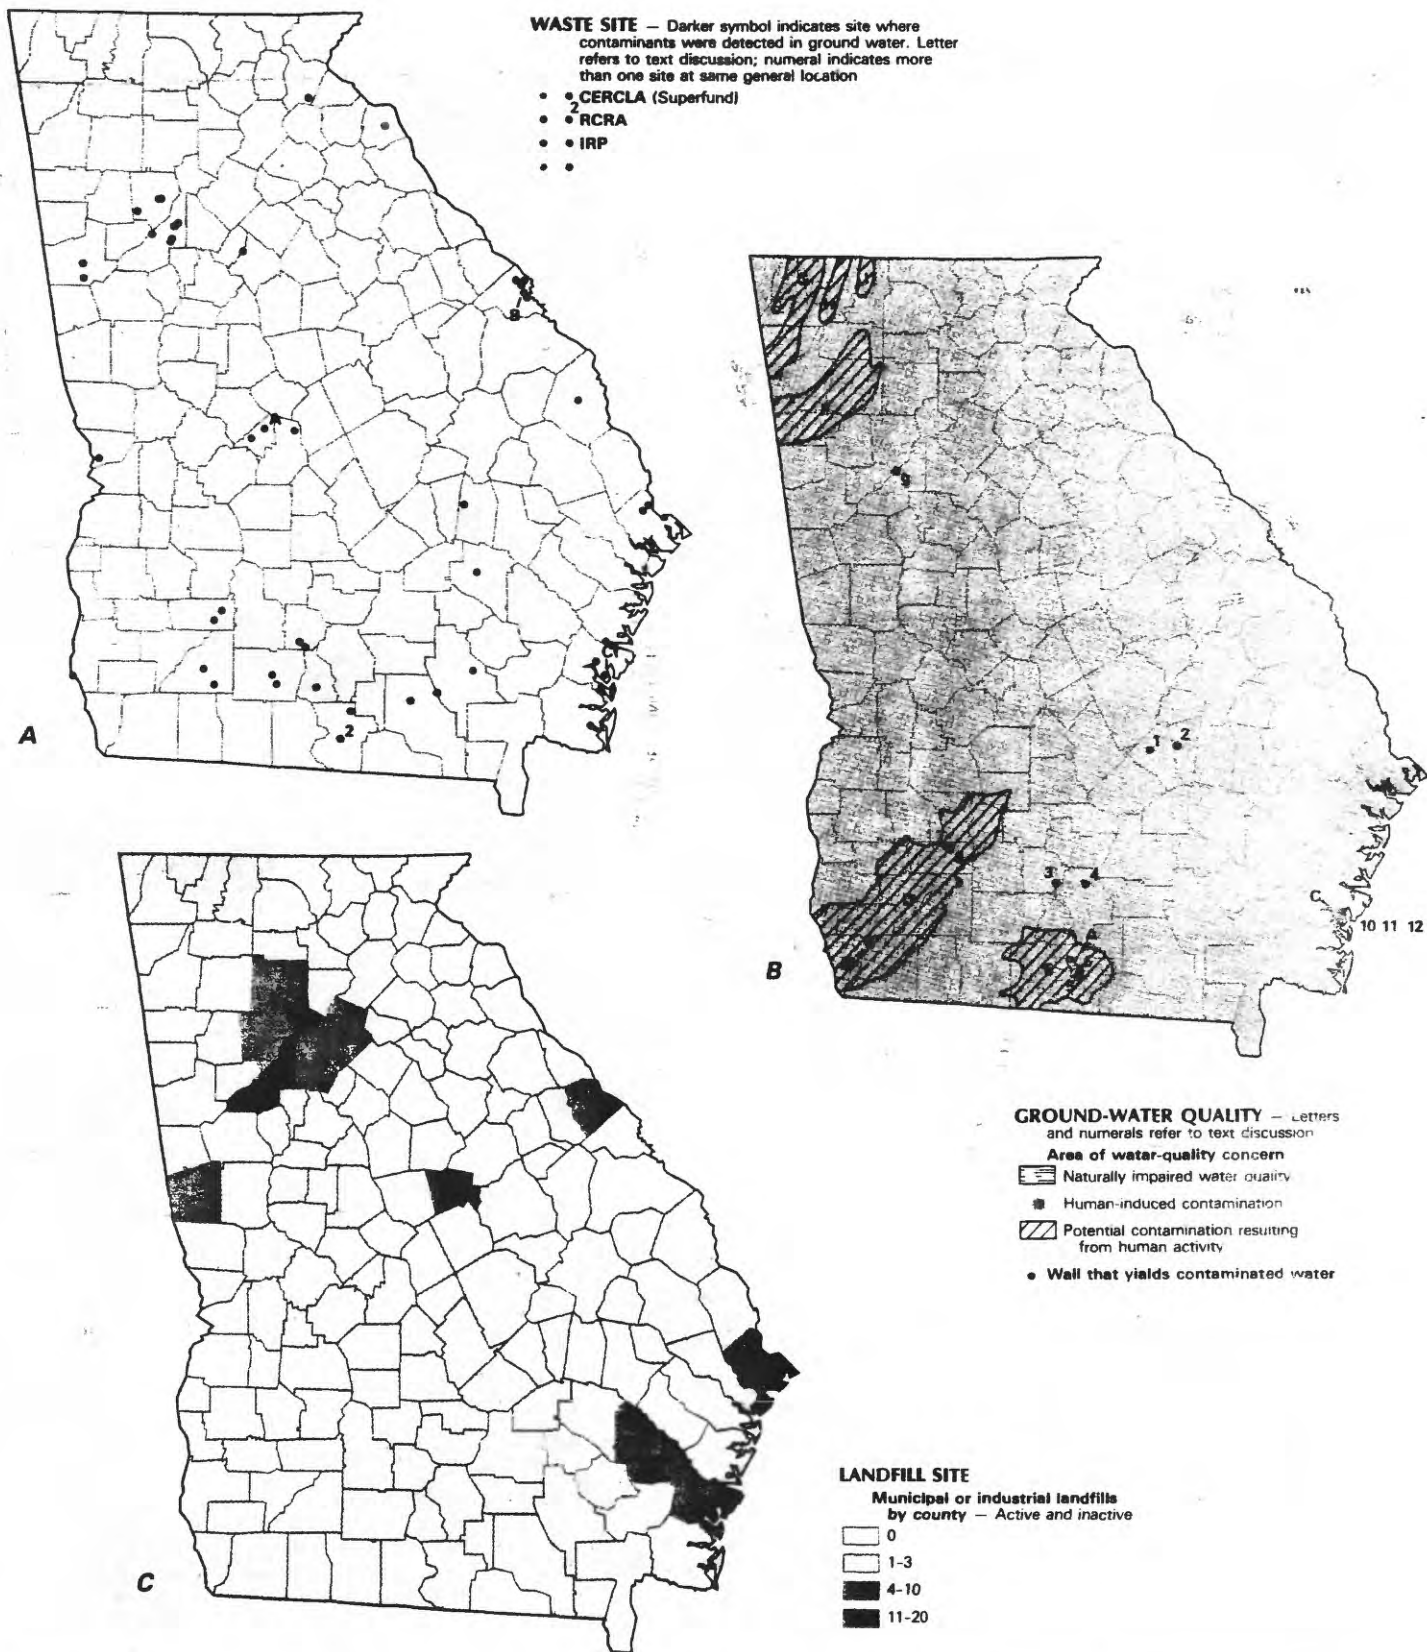 WASTE SITE — Darker symbol indicates site where
contaminants were detected in ground water. Letter
refers to text discussion; numeral indicates more
than one site at same general location
CERCLA (Superfund)
2
RCRA
IRP
B
C
2
A
9
1
2
3
4
C
10 11 12
B
GROUND-WATER QUALITY — Letters
and numerals refer to text discussion
Area of watar-quality concern
Naturally impaired water quality
Human-induced contamination
Potential contamination resulting
from human activity
Wall that yialds contaminated water
C
LANDFILL SITE
Municipal or industrial landfills
by county — Active and inactive
0
1-3
4-10
11-20